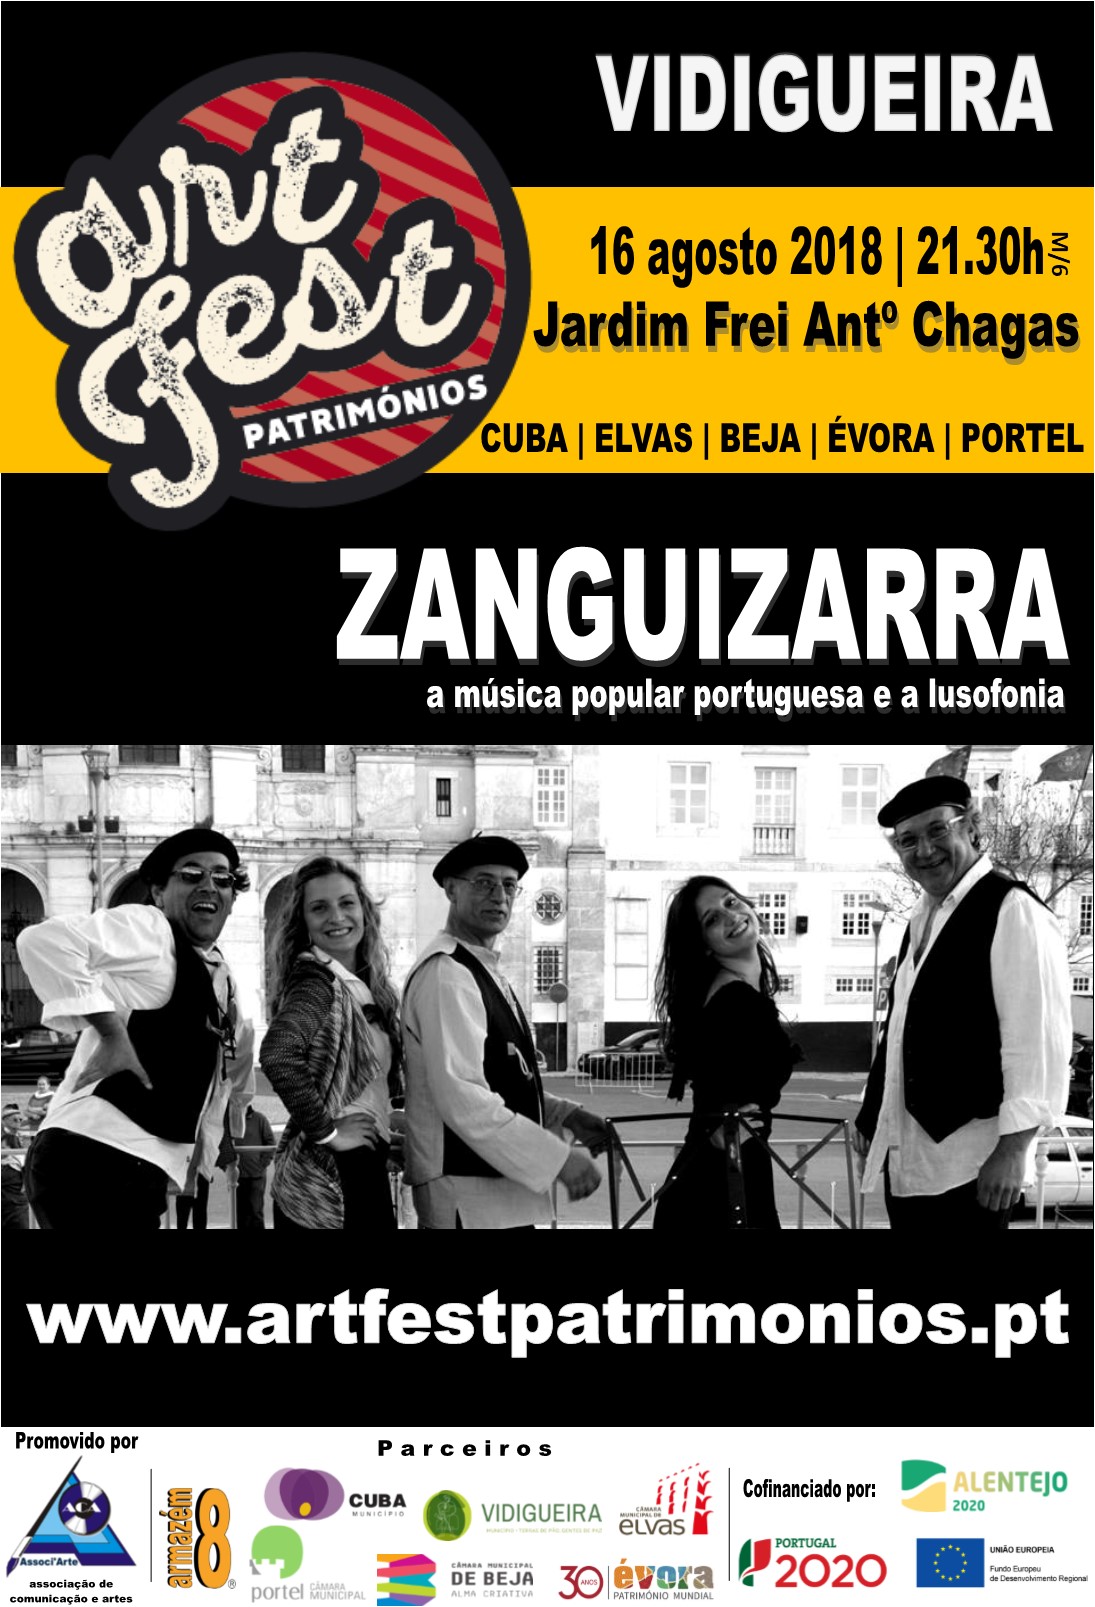 VIDIGUEIRA
art
fest
PATRIMÓNIOS
16 agosto 2018 | 21.30h M/6
Jardim Frei Antº Chagas
CUBA | ELVAS | BEJA | ÉVORA | PORTEL
ZANGUIZARRA
a música popular portuguesa e a lusofonia
www.artfestpatrimonios.pt
Promovido por
Associ'Arte
associação de
comunicação e artes
armazém 8 ®
Parceiros
CUBA
MUNICÍPIO
VIDIGUEIRA
CÂMARA
MUNICIPAL DE
elvas
portel CÂMARA
MUNICIPAL
CÂMARA MUNICIPAL
DE BEJA
ALMA CRIATIVA
30 ANOS
évora
PATRIMÓNIO MUNDIAL
Cofinanciado por:
ALENTEJO
2020
PORTUGAL
2020
UNIÃO EUROPEIA
Fundo Europeu
de Desenvolvimento Regional